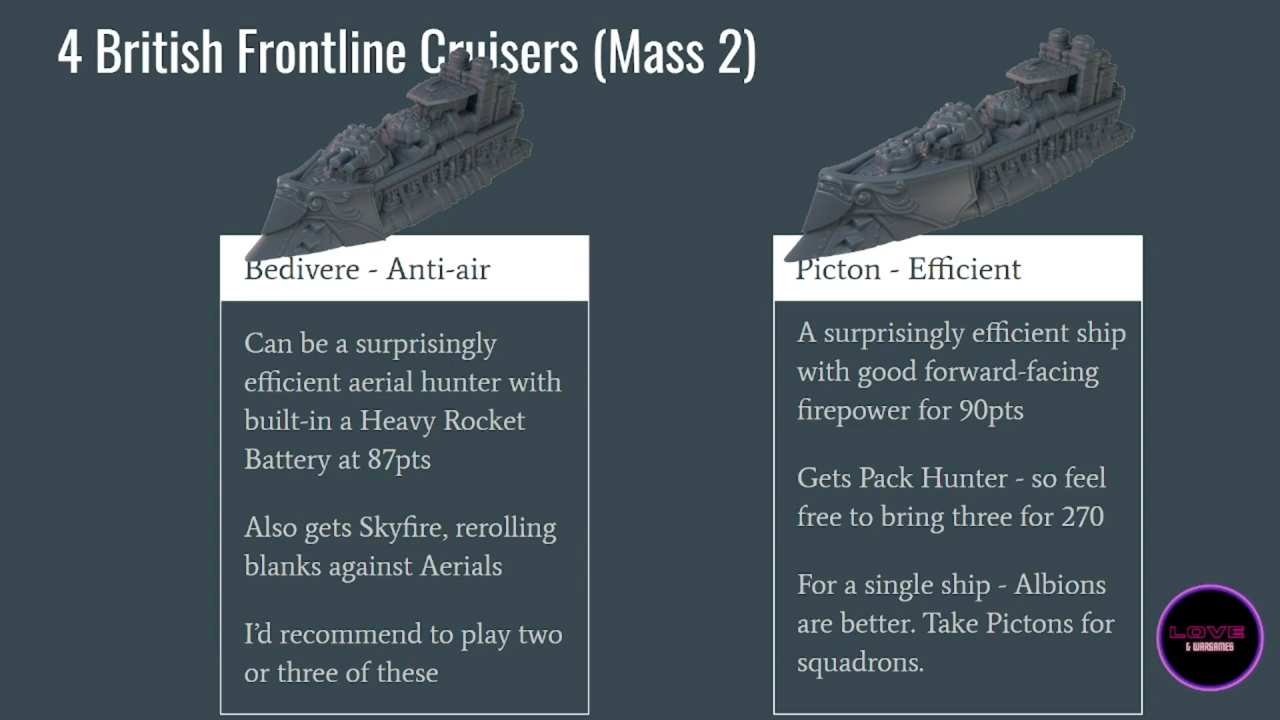 4 British Frontline Cruisers (Mass 2)
Bedivere - Anti-air
Can be a surprisingly
efficient aerial hunter with
built-in a Heavy Rocket
Battery at 87pts
Also gets Skyfire, rerolling
blanks against Aerials
I'd recommend to play two
or three of these
Picton - Efficient
A surprisingly efficient ship
with good forward-facing
firepower for 90pts
Gets Pack Hunter - so feel
free to bring three for 270
For a single ship - Albions
are better. Take Pictons for
squadrons.
LOVE
& WARGAMES